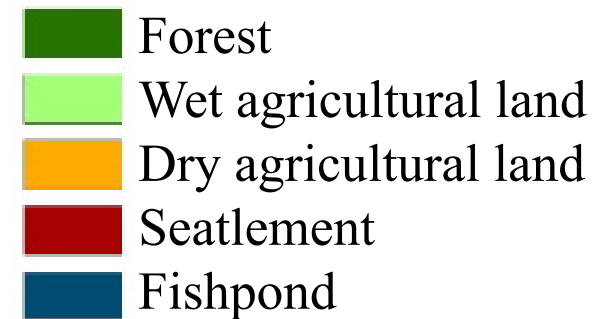 Forest
Wet agricultural land
Dry agricultural land
Seatlement
Fishpond